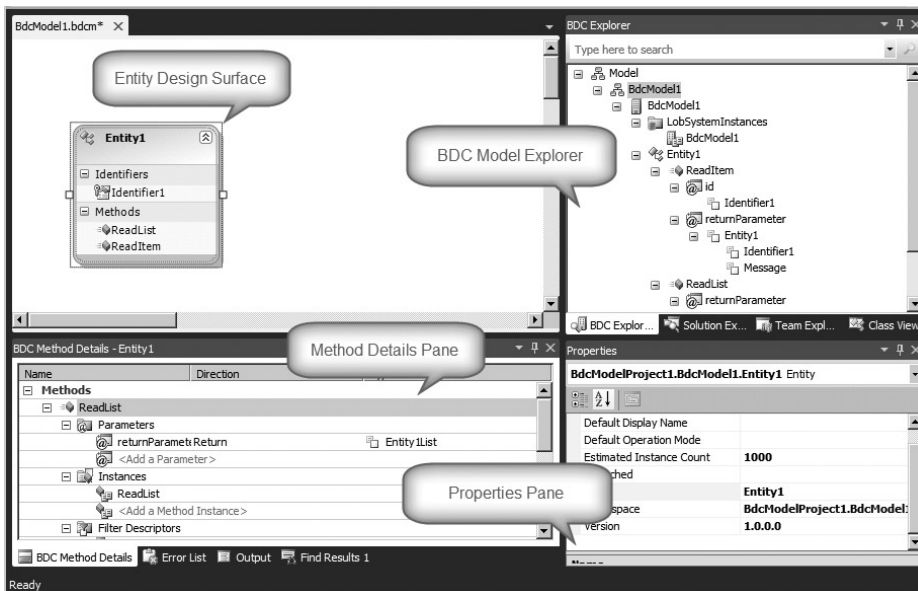 BdcModel1.bdcm*
Entity Design Surface
Entity1
Identifiers
Identifier1
Methods
ReadList
ReadItem
BDC Explorer
Type here to search
Model
BdcModel1
BdcModel1
LobSystemInstances
BdcModel1
Entity1
ReadItem
id
Identifier1
returnParameter
Entity1
Identifier1
Message
ReadList
returnParameter
BDC Model Explorer
BDC Explor... Solution Ex... Team Expl... Class View
BDC Method Details - Entity1
Method Details Pane
Name Direction
Methods
ReadList
Parameters
returnParamete Return Entity1List
<Add a Parameter>
Instances
ReadList
<Add a Method Instance>
Filter Descriptors
BDC Method Details Error List Output Find Results 1
Properties
BdcModelProject1.BdcModel1.Entity1 Entity
Default Display Name
Default Operation Mode
Estimated Instance Count 1000
Entity1
BdcModelProject1.BdcModel1
Version 1.0.0.0
Properties Pane
Ready